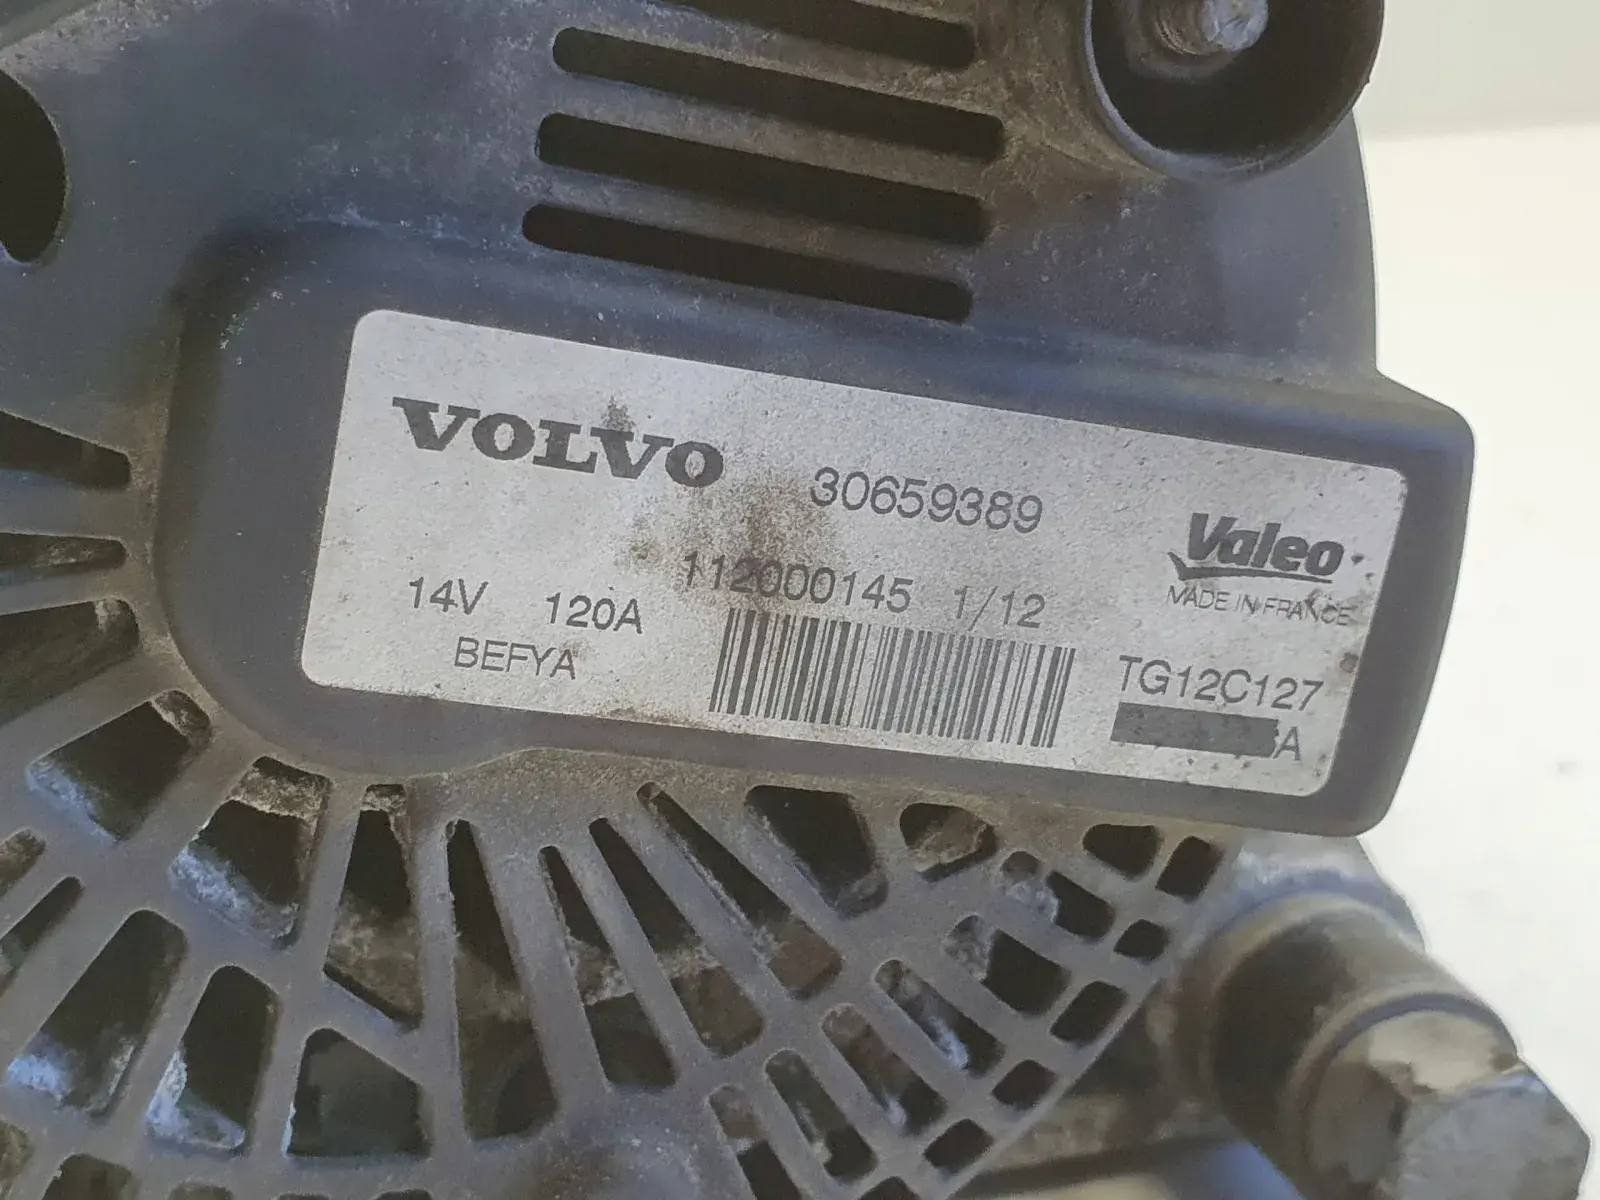 VOLVO 30659389
Valeo
MADE IN FRANCE
112000145 1/12
14V 120A
BEFYA
TG12C127
A